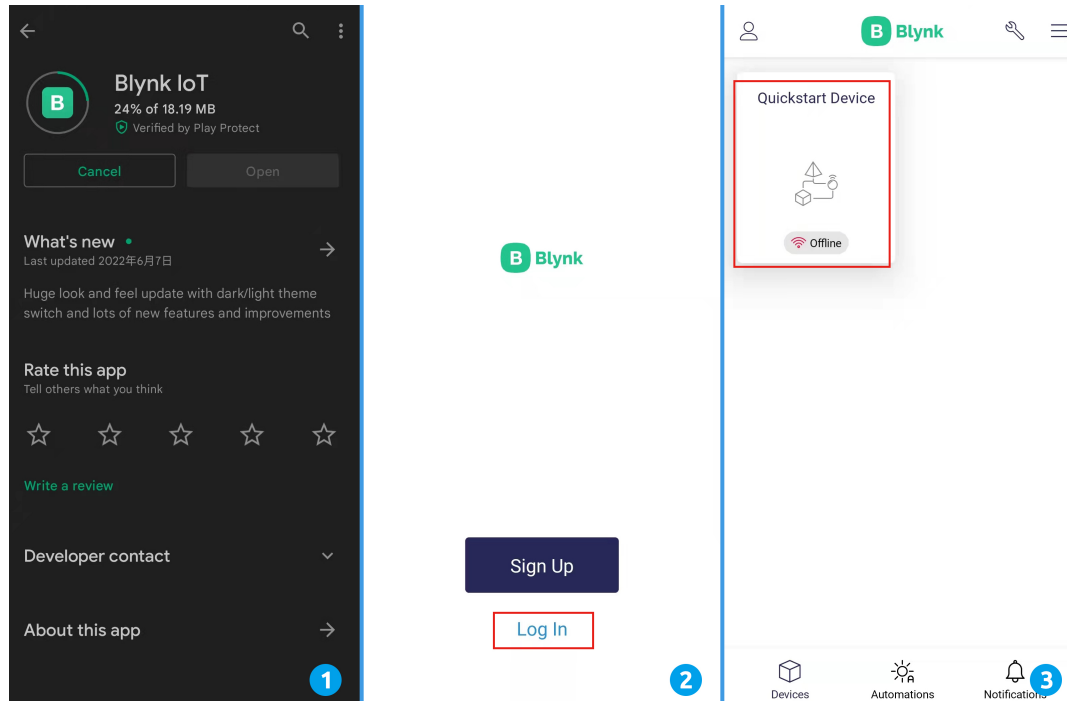 Blynk IoT
24% of 18.19 MB
Verified by Play Protect
Cancel
Open
What's new
Last updated 2022年6月7日
Huge look and feel update with dark/light theme
switch and lots of new features and improvements
Rate this app
Tell others what you think
Write a review
Developer contact
About this app
1
B Blynk
Sign Up
Log In
2
B Blynk
Quickstart Device
Offline
Devices
Automations
Notifications
3